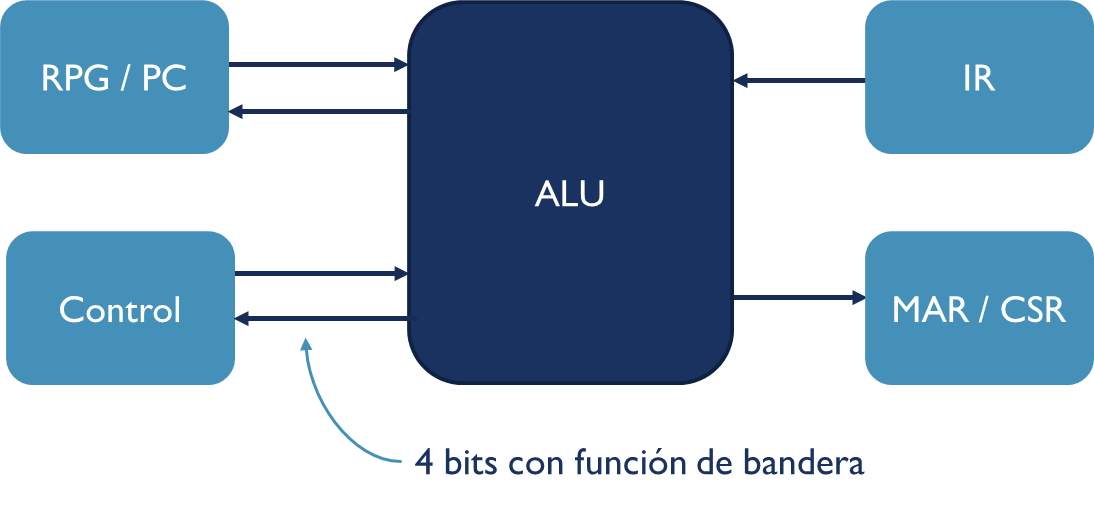 RPG / PC
ALU
IR
Control
MAR / CSR
4 bits con función de bandera